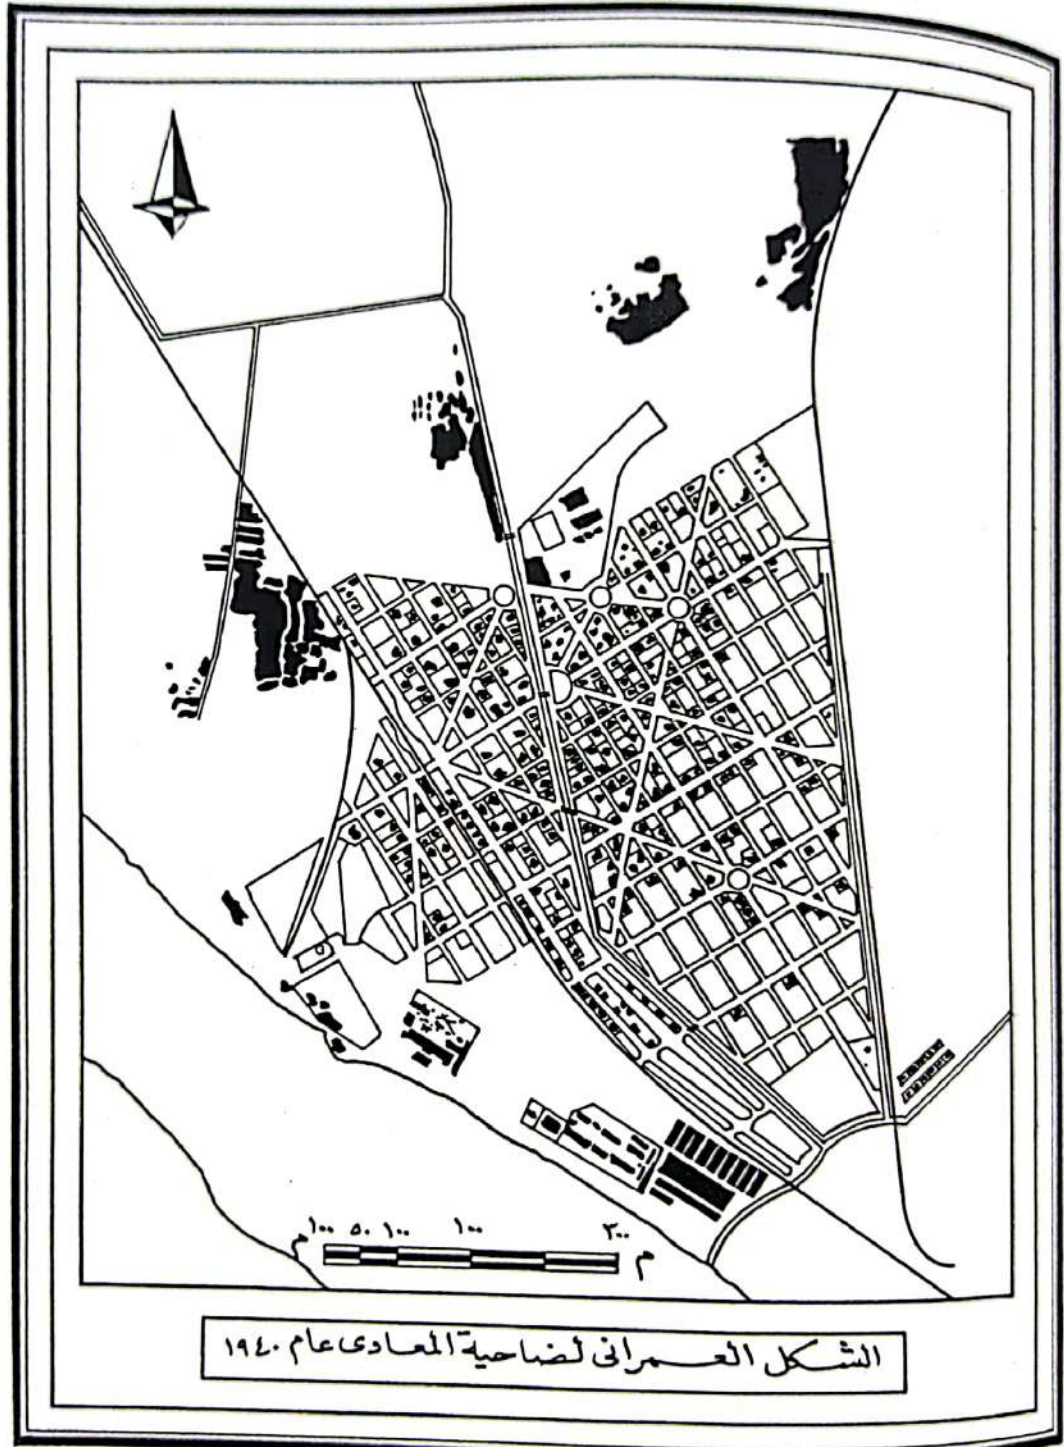 م ١٠٠ ٥٠ ١٠٠ ١٠٠ ٣٠٠ م
الشكل العمرانى لضاحية المعادى عام ١٩٤٠